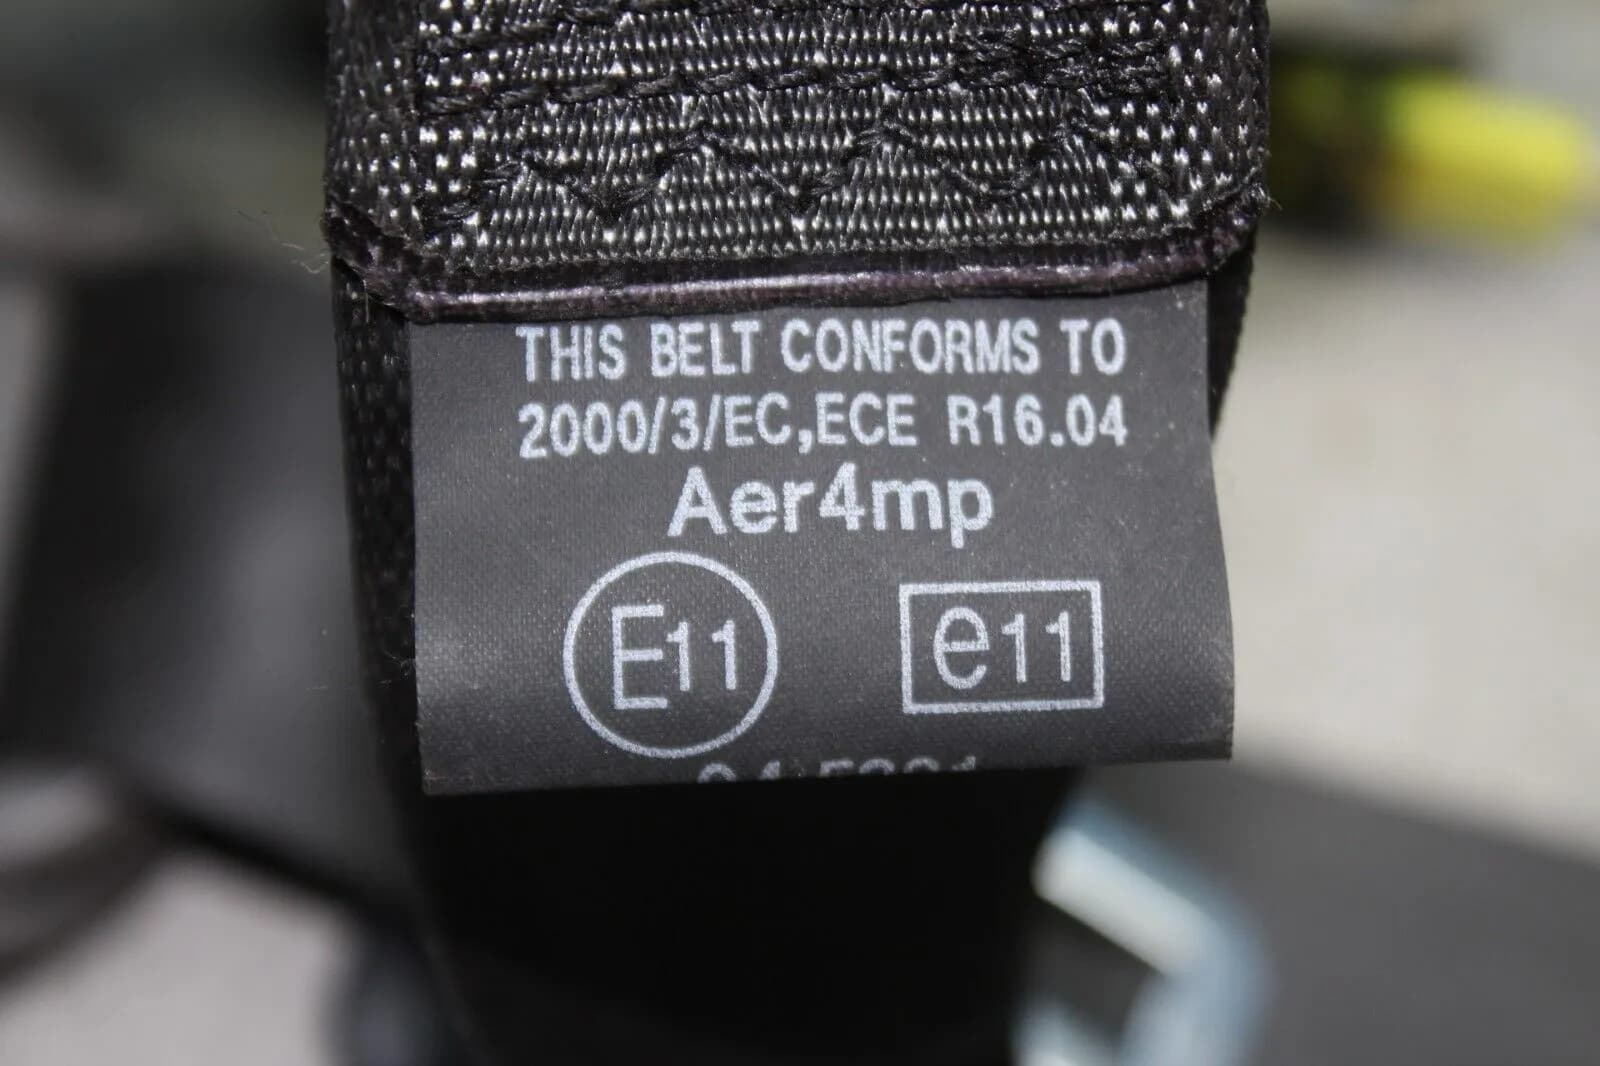 THIS BELT CONFORMS TO
2000/3/EC,ECE R16.04
Aer4mp
E11 e11